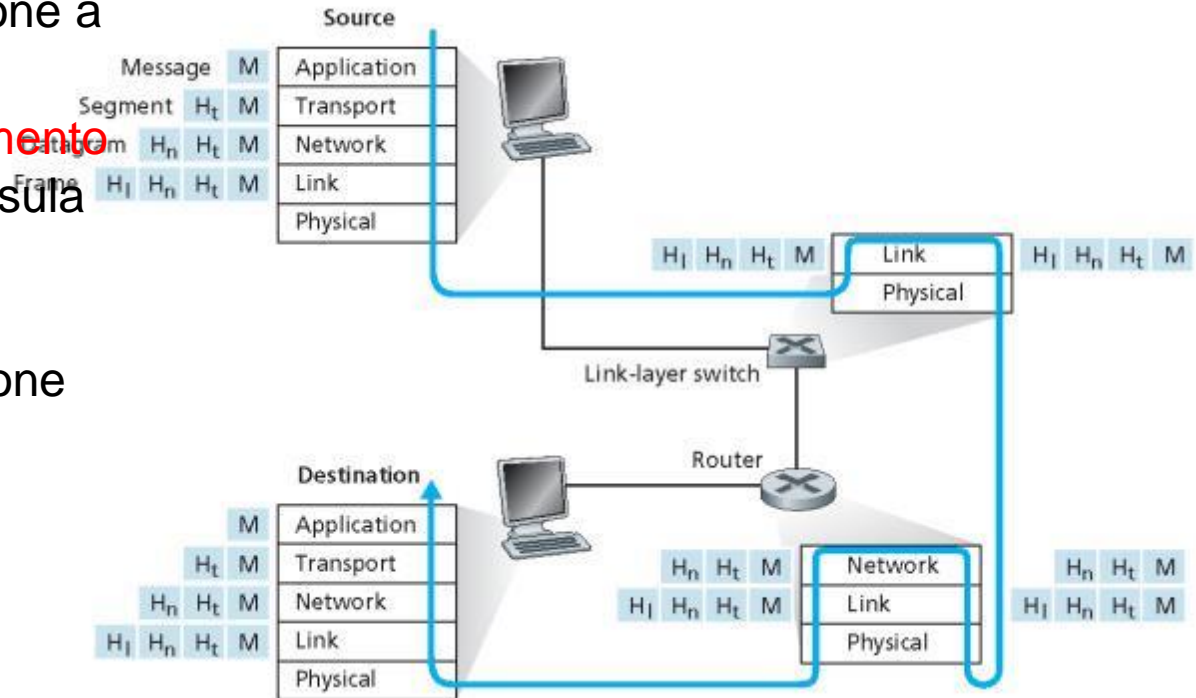 one a
mento
sula
one
Source
Message M Application
Segment Ht M Transport
Datagram Hn Ht M Network
Frame Hl Hn Ht M Link
Physical
Hl Hn Ht M Link Hl Hn Ht M
Physical
Link-layer switch
Router
Destination
M Application
Ht M Transport
Hn Ht M Network
Hl Hn Ht M Link
Physical
Hn Ht M Network Hn Ht M
Hl Hn Ht M Link Hl Hn Ht M
Physical